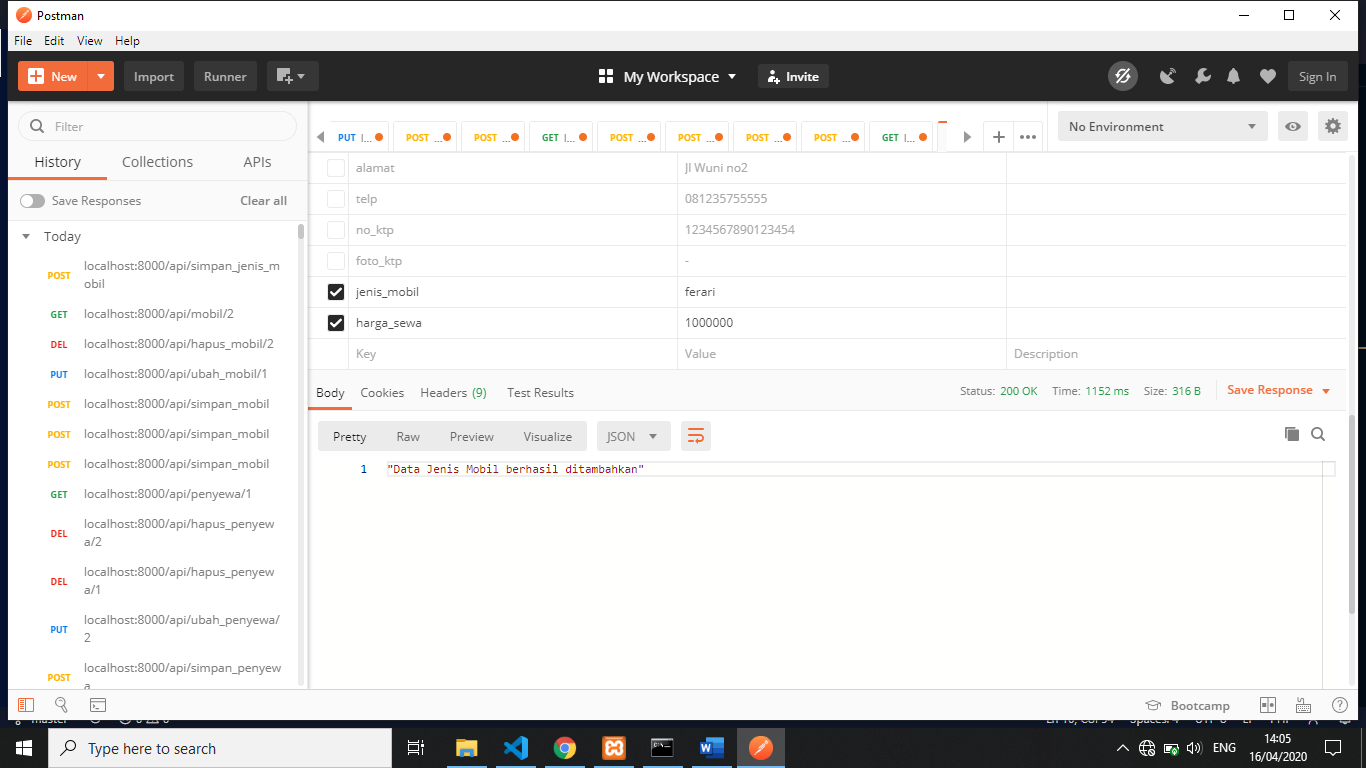 Postman
File Edit View Help
New Import Runner My Workspace Invite Sign In
Filter
History Collections APIs
Save Responses Clear all
Today
POST localhost:8000/api/simpan_jenis_m
obil
GET localhost:8000/api/mobil/2
DEL localhost:8000/api/hapus_mobil/2
PUT localhost:8000/api/ubah_mobil/1
POST localhost:8000/api/simpan_mobil
POST localhost:8000/api/simpan_mobil
POST localhost:8000/api/simpan_mobil
GET localhost:8000/api/penyewa/1
DEL localhost:8000/api/hapus_penyew
a/2
DEL localhost:8000/api/hapus_penyew
a/1
PUT localhost:8000/api/ubah_penyewa/
2
POST localhost:8000/api/simpan_penyew
a
PUT l... POST ... POST ... GET l... POST ... POST ... POST ... POST ... GET l...
No Environment
alamat Jl Wuni no2
telp 081235755555
no_ktp 1234567890123454
foto_ktp -
jenis_mobil ferari
harga_sewa 1000000
Key Value Description
Body Cookies Headers (9) Test Results Status: 200 OK Time: 1152 ms Size: 316 B Save Response
Pretty Raw Preview Visualize JSON
1 "Data Jenis Mobil berhasil ditambahkan"
Bootcamp
Type here to search
ENG
14:05
16/04/2020